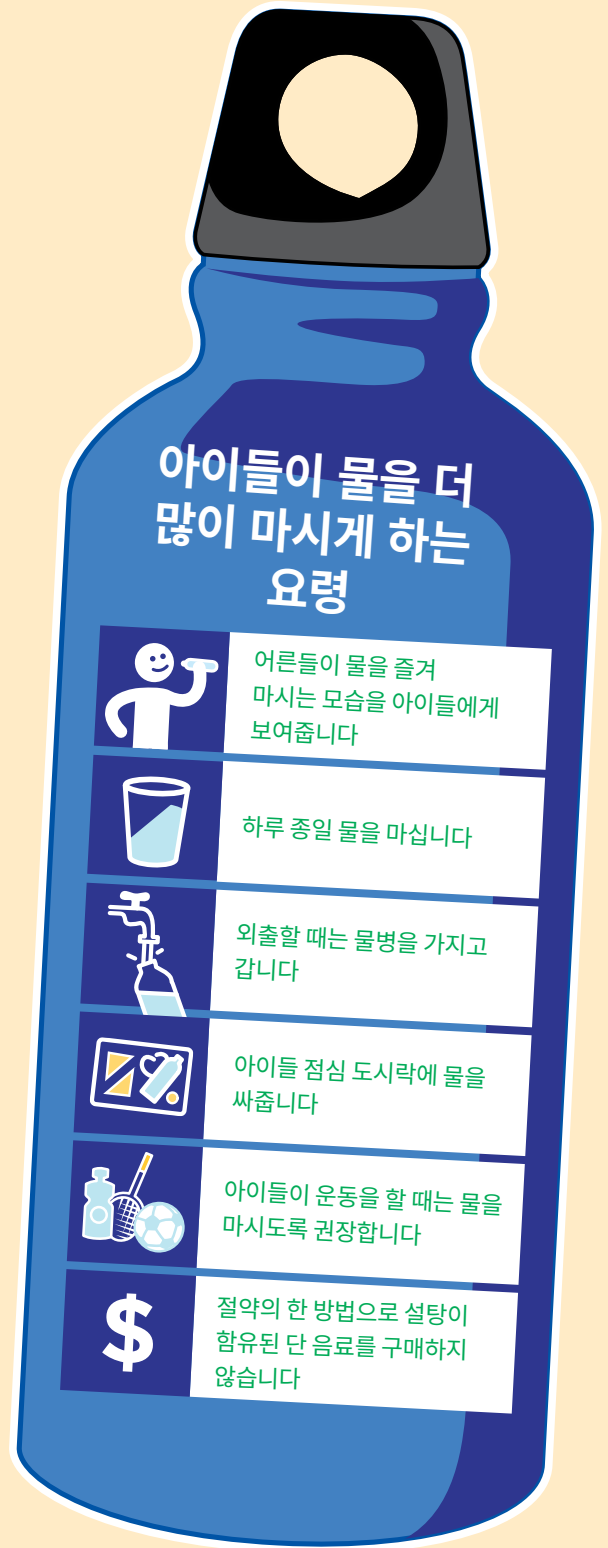 아이들이 물을 더
많이 마시게 하는
요령
어른들이 물을 즐겨
마시는 모습을 아이들에게
보여줍니다
하루 종일 물을 마십니다
외출할 때는 물병을 가지고
갑니다
아이들 점심 도시락에 물을
싸줍니다
아이들이 운동을 할 때는 물을
마시도록 권장합니다
$
절약의 한 방법으로 설탕이
함유된 단 음료를 구매하지
않습니다